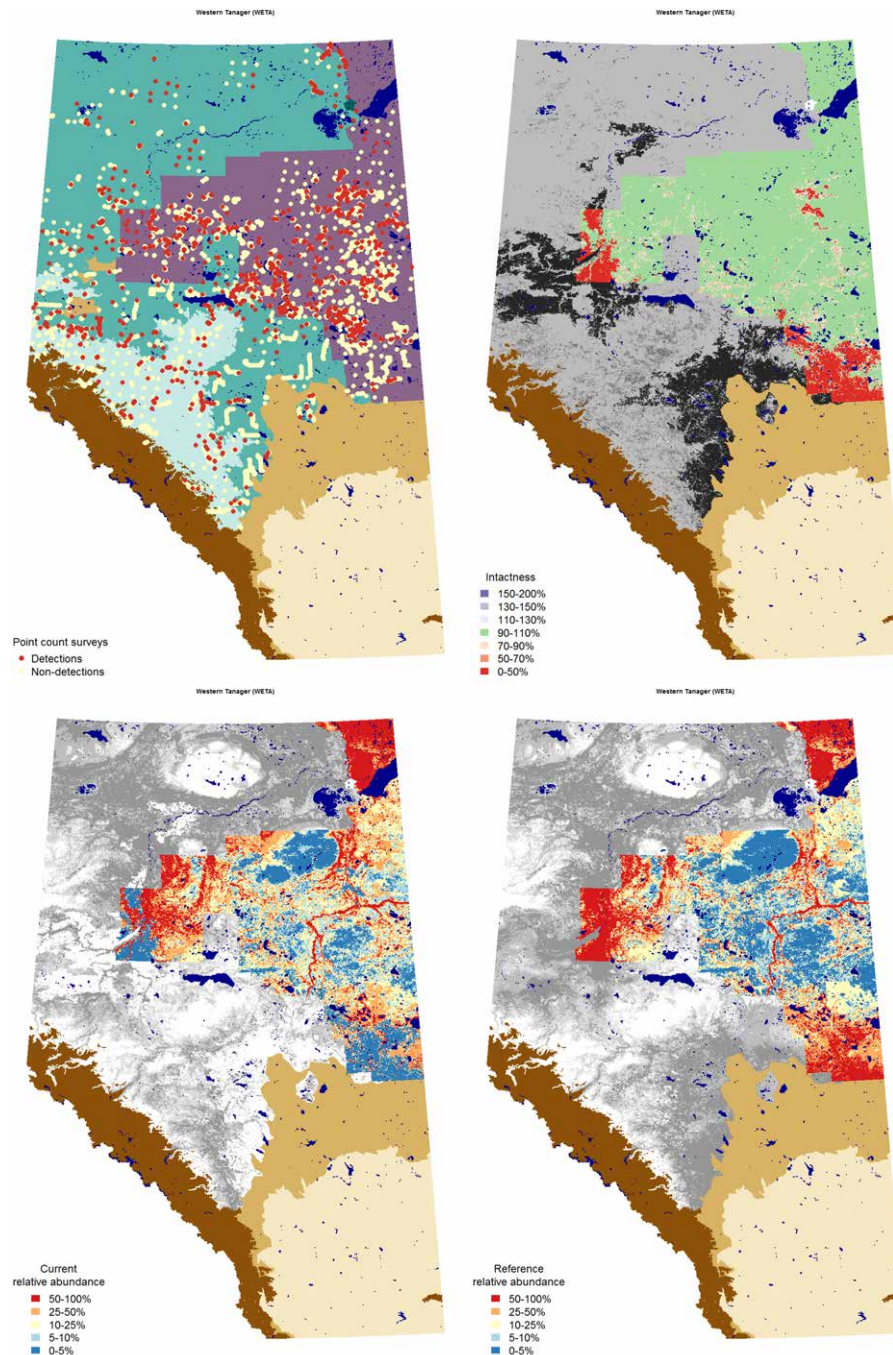 Western Tanager (WETA)
Point count surveys
Detections
Non-detections
Western Tanager (WETA)
Intactness
150-200%
130-150%
110-130%
90-110%
70-90%
50-70%
0-50%
Western Tanager (WETA)
Current
relative abundance
50-100%
25-50%
10-25%
5-10%
0-5%
Western Tanager (WETA)
Reference
relative abundance
50-100%
25-50%
10-25%
5-10%
0-5%